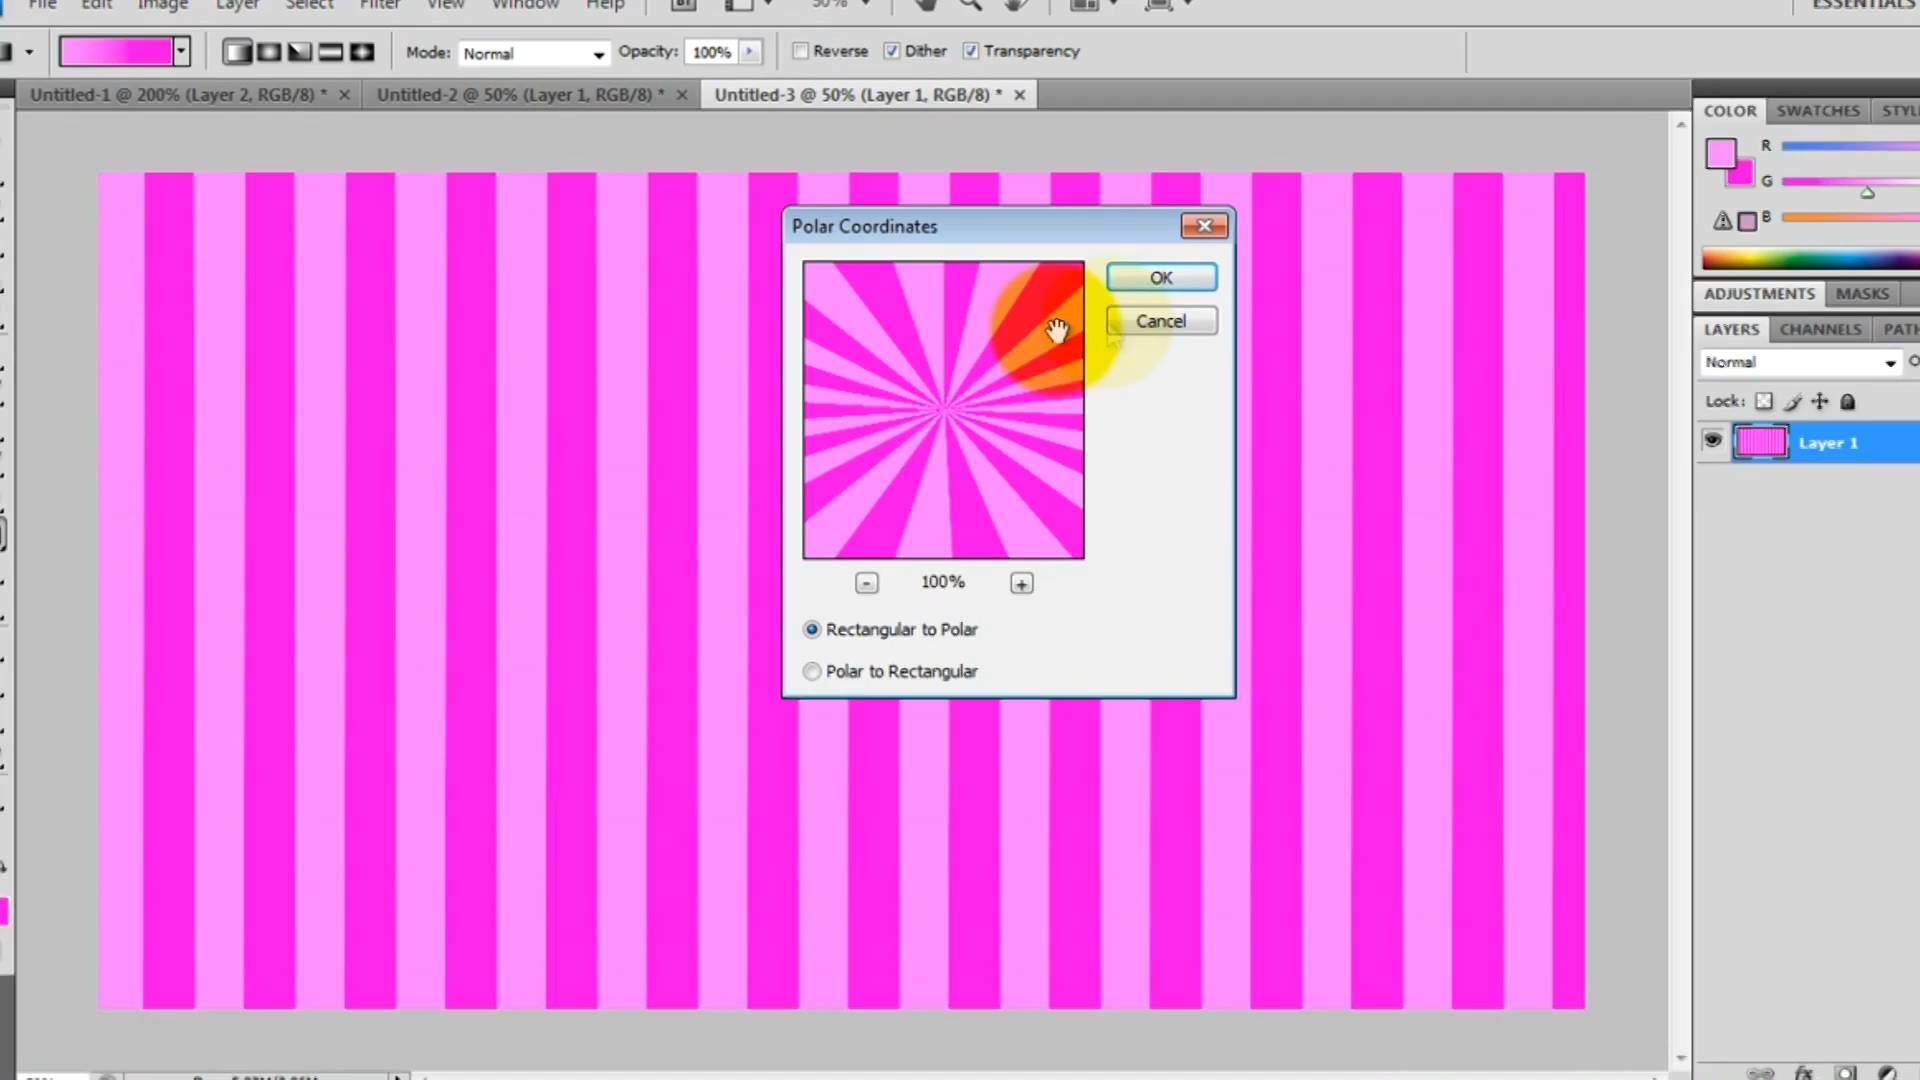 File Edit Image Layer Select Filter View Window Help Br 50% ESSENTIALS
Mode: Normal Opacity: 100% Reverse Dither Transparency
Untitled-1 @ 200% (Layer 2, RGB/8) * × Untitled-2 @ 50% (Layer 1, RGB/8) * × Untitled-3 @ 50% (Layer 1, RGB/8) * ×
COLOR SWATCHES STYL
R
G
B
Polar Coordinates
OK
Cancel
100%
Rectangular to Polar
Polar to Rectangular
ADJUSTMENTS MASKS
LAYERS CHANNELS PATH
Normal
Lock:
Layer 1
fx